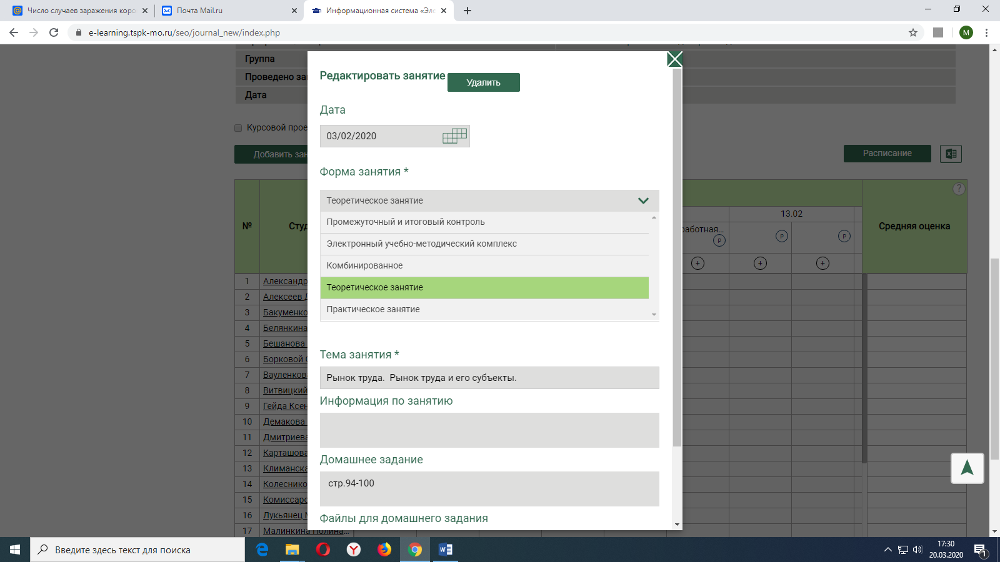 Число случаев заражения коро
Почта Mail.ru
Информационная система «Эле
e-learning.tspk-mo.ru/seo/journal_new/index.php
M
Группа
Проведено за
Дата
Курсовой прое
Добавить зан
Расписание
Редактировать занятие
Удалить
Дата
03/02/2020
Форма занятия *
Теоретическое занятие
Промежуточный и итоговый контроль
Электронный учебно-методический комплекс
Комбинированное
Теоретическое занятие
Практическое занятие
Тема занятия *
Рынок труда. Рынок труда и его субъекты.
Информация по занятию
Домашнее задание
стр.94-100
Файлы для домашнего задания
№
Студ
13.02
работная...
р
р
р
+
+
+
Средняя оценка
?
1 Александр
2 Алексеев Д
3 Бакуменко
4 Белянкина
5 Бешанова
6 Борковой
7 Вауленкова
8 Витвицкий
9 Гейда Ксен
10 Демакова
11 Дмитриева
12 Карташова
13 Климанска
14 Колеснико
15 Комиссаро
16 Лукьянец
17 Малинкина Полина...
Введите здесь текст для поиска
17:30
20.03.2020
1